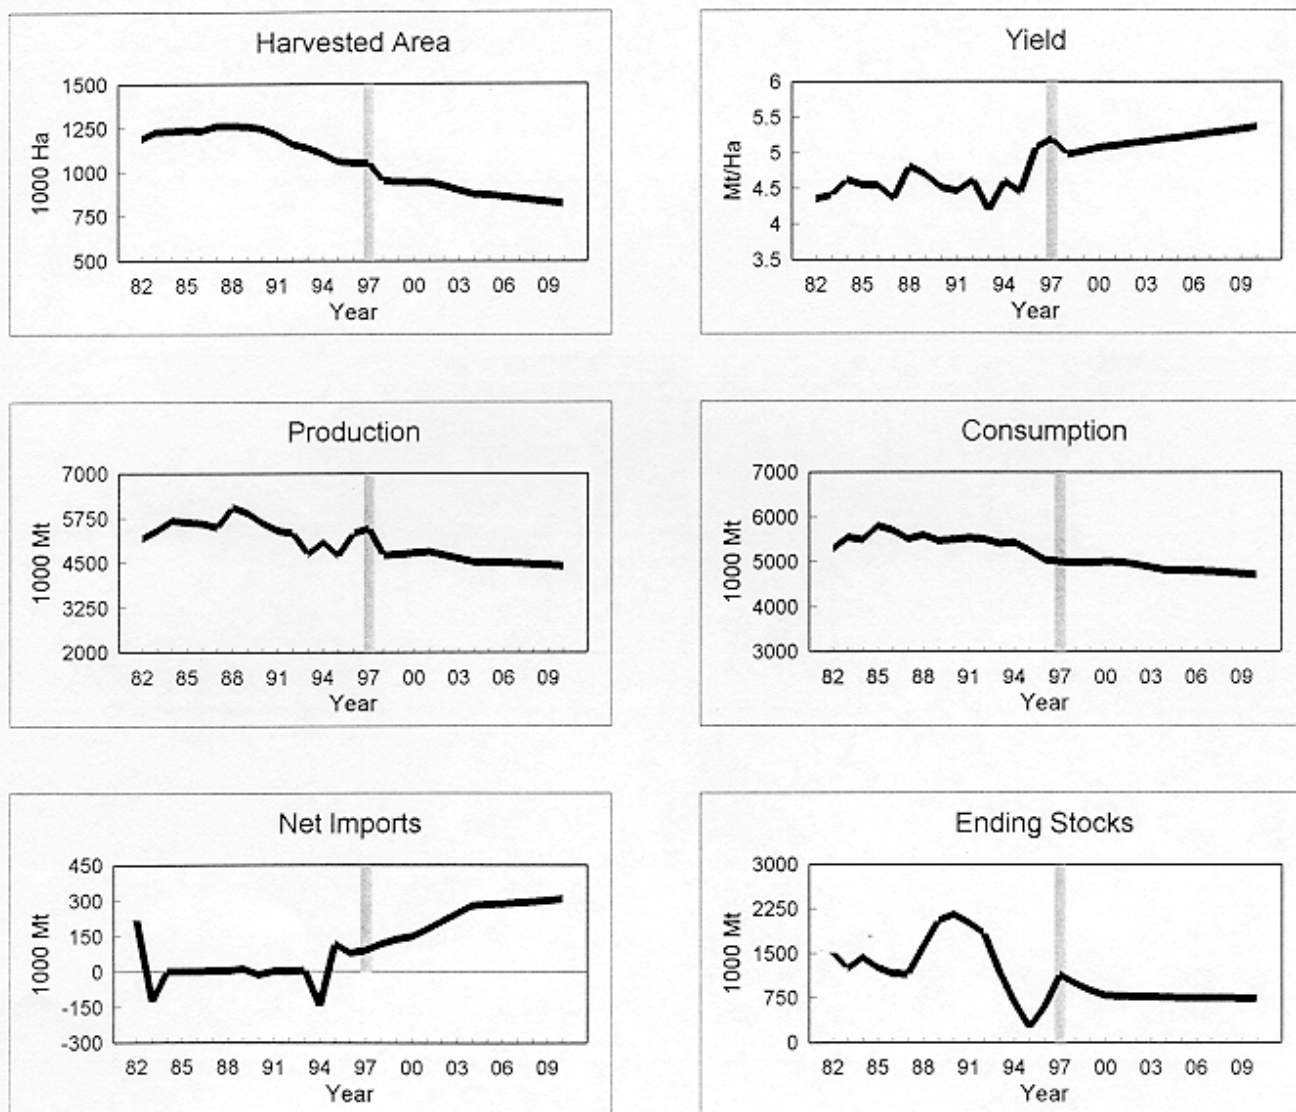 Harvested Area
1000 Ha
1500
1250
1000
750
500
82 85 88 91 94 97 00 03 06 09
Year
Yield
Mt/Ha
6
5.5
5
4.5
4
3.5
82 85 88 91 94 97 00 03 06 09
Year
Production
1000 Mt
7000
5750
4500
3250
2000
82 85 88 91 94 97 00 03 06 09
Year
Consumption
1000 Mt
7000
6000
5000
4000
3000
82 85 88 91 94 97 00 03 06 09
Year
Net Imports
1000 Mt
450
300
150
0
-150
-300
82 85 88 91 94 97 00 03 06 09
Year
Ending Stocks
1000 Mt
3000
2250
1500
750
0
82 85 88 91 94 97 00 03 06 09
Year